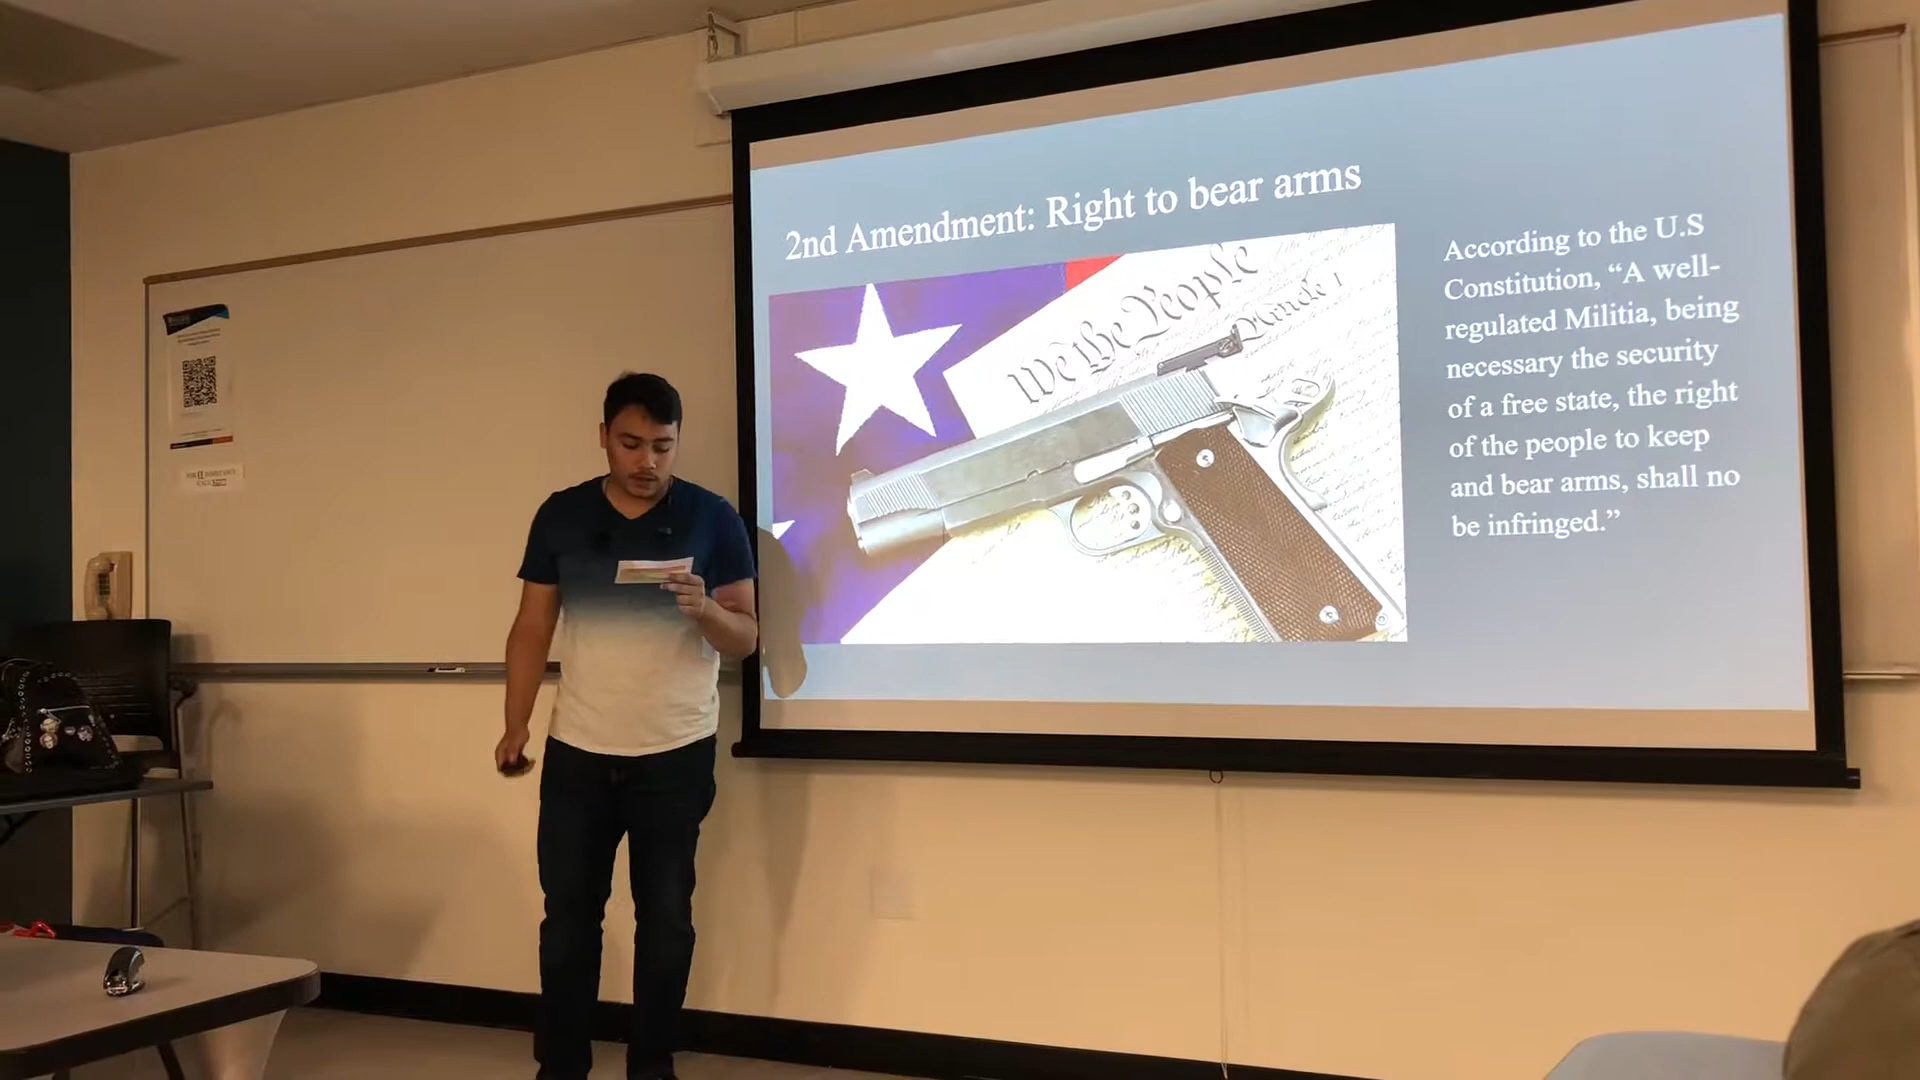 2nd Amendment: Right to bear arms
We the People
Article 1
According to the U.S
Constitution, “A well-
regulated Militia, being
necessary the security
of a free state, the right
of the people to keep
and bear arms, shall no
be infringed.”